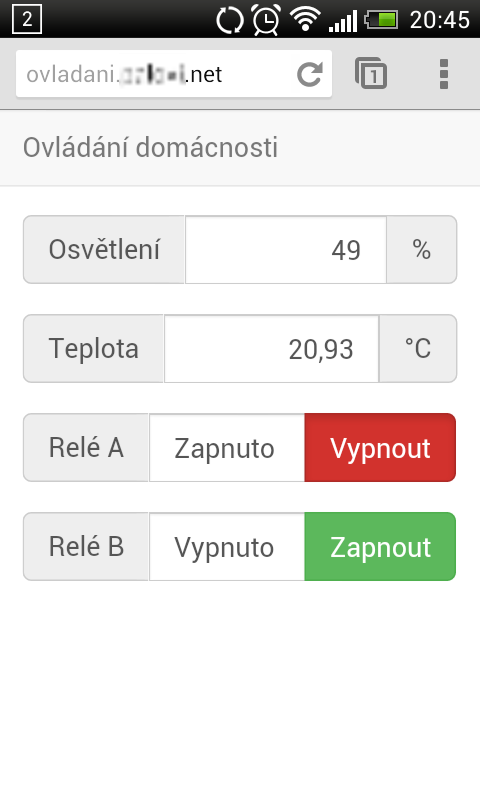 2 20:45
ovladani. .net 1
Ovládání domácnosti
Osvětlení 49 %
Teplota 20,93 °C
Relé A Zapnuto Vypnout
Relé B Vypnuto Zapnout